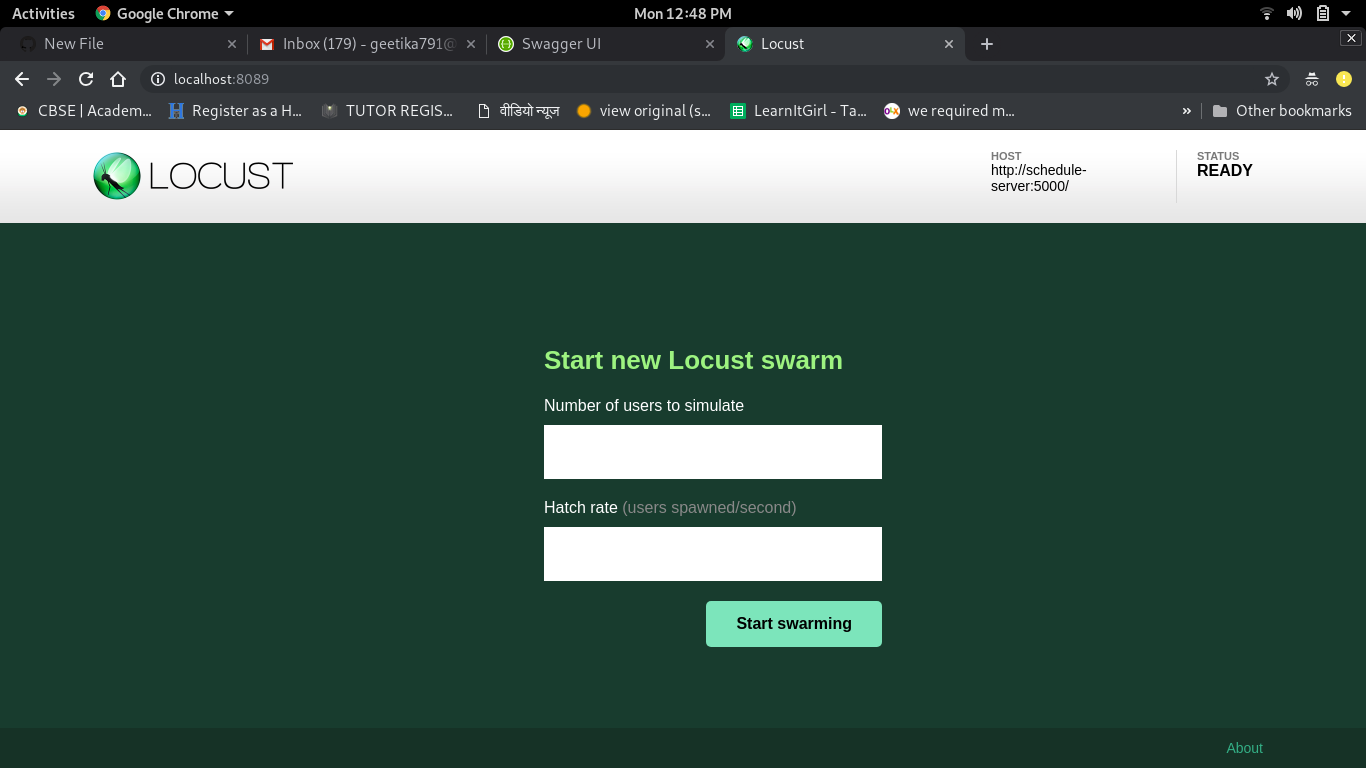 Activities Google Chrome Mon 12:48 PM
New File Inbox (179) - geetika791@ Swagger UI Locust
localhost:8089
CBSE | Academ... Register as a H... TUTOR REGIS... वीडियो न्यूज view original (s... LearnItGirl - Ta... we required m... » Other bookmarks
LOCUST
HOST
http://schedule-
server:5000/
STATUS
READY
Start new Locust swarm
Number of users to simulate
Hatch rate (users spawned/second)
Start swarming
About